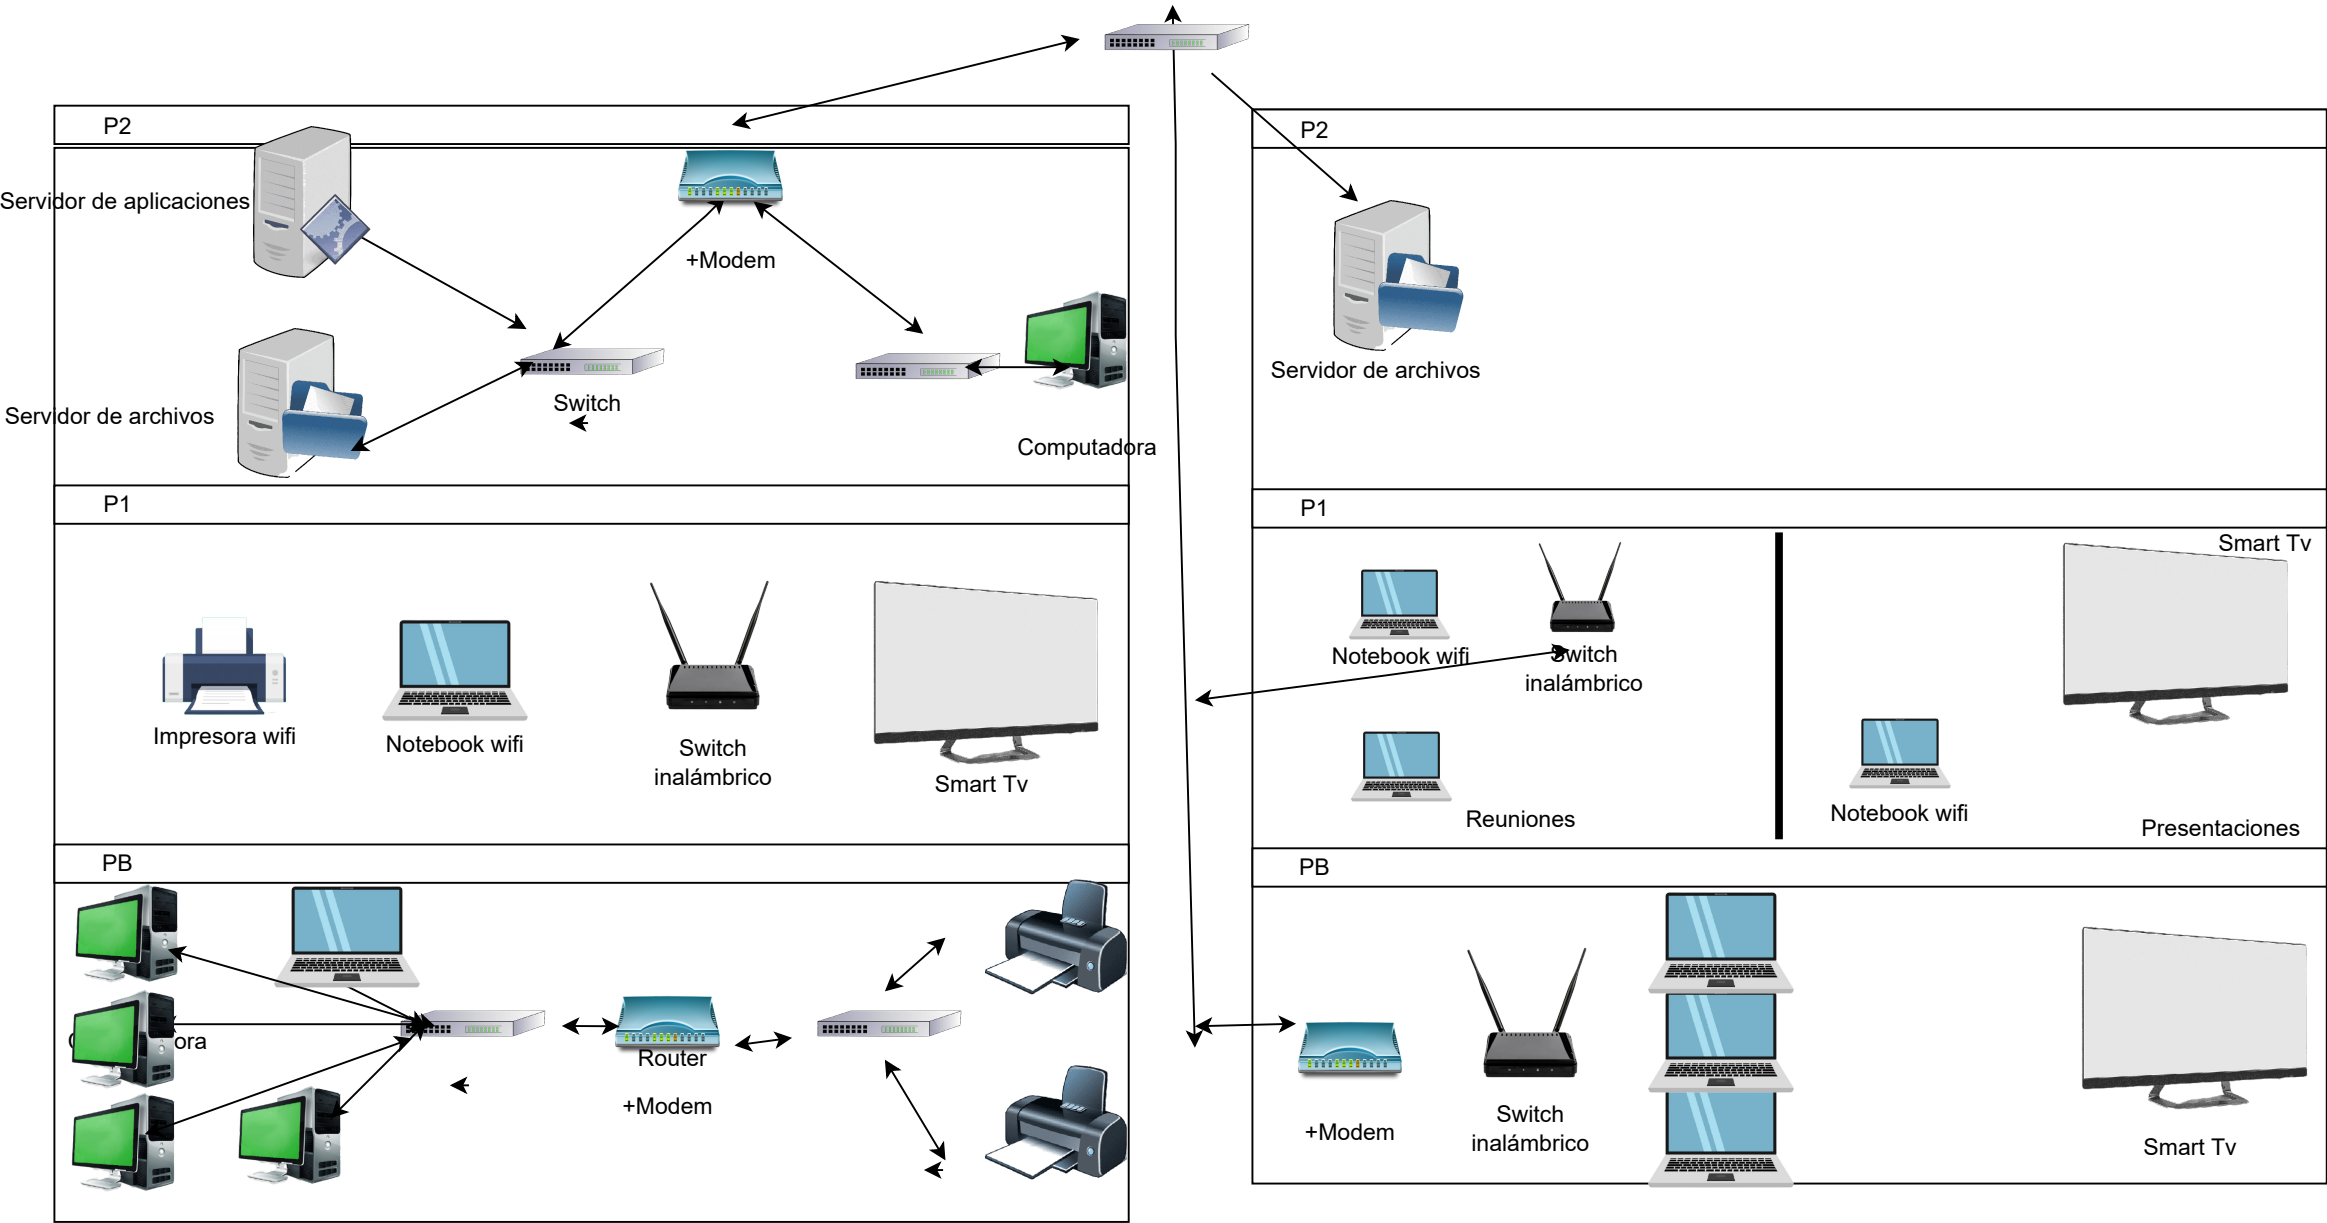 P2
Servidor de aplicaciones
+Modem
Servidor de archivos
Switch
Computadora
P1
Impresora wifi
Notebook wifi
Switch
inalámbrico
Smart Tv
PB
Router
+Modem
P2
Servidor de archivos
P1
Smart Tv
Notebook wifi
Switch
inalámbrico
Reuniones
Notebook wifi
Presentaciones
PB
+Modem
Switch
inalámbrico
Smart Tv